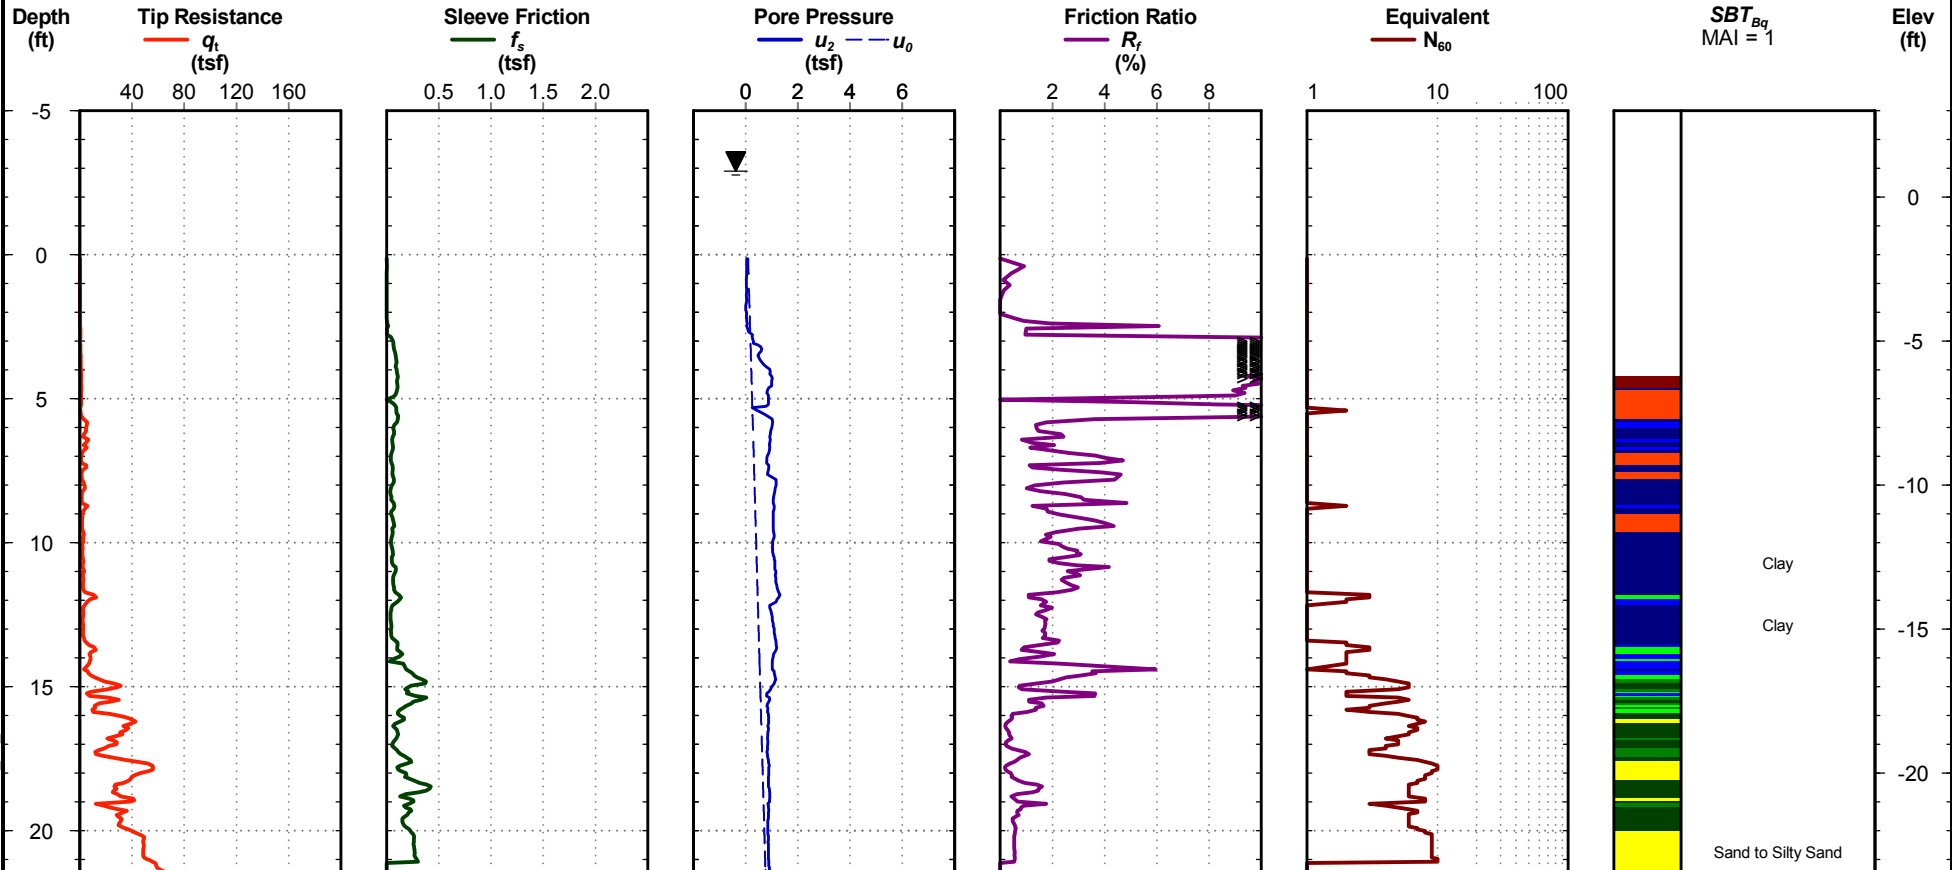 Depth
(ft)
Tip Resistance
qt
(tsf)
Sleeve Friction
fs
(tsf)
Pore Pressure
u2 u0
(tsf)
Friction Ratio
Rf
(%)
Equivalent
N60
SBTBq
MAI = 1
Elev
(ft)
40 80 120 160
0.5 1.0 1.5 2.0
0 2 4 6
2 4 6 8
1 10 100
-5
0
5
10
15
20
0
-5
-10
-15
-20
Clay
Clay
Sand to Silty Sand